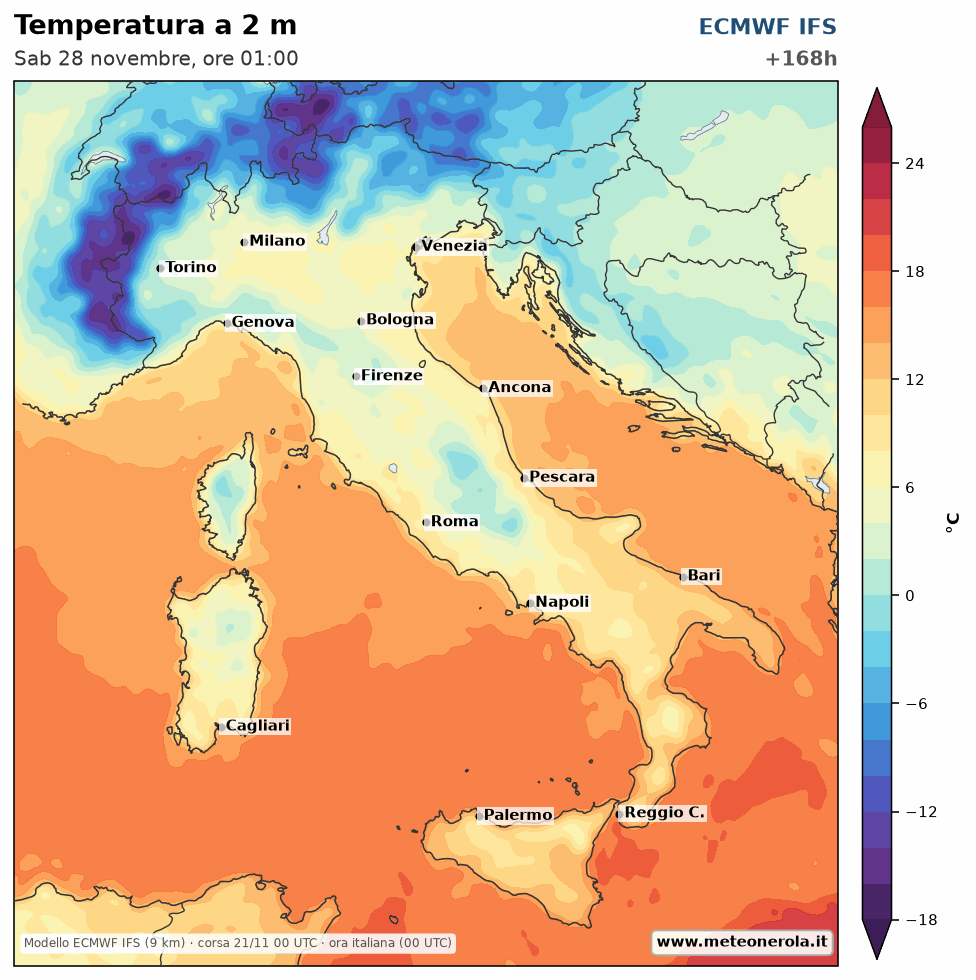 Temperatura a 2 m
ECMWF IFS
Sab 28 novembre, ore 01:00
+168h
Milano
Venezia
Torino
Genova
Bologna
Firenze
Ancona
Pescara
Roma
Bari
Napoli
Cagliari
Palermo
Reggio C.
24
18
12
6
0
−6
−12
−18
°C
Modello ECMWF IFS (9 km) · corsa 21/11 00 UTC · ora italiana (00 UTC)
www.meteonerola.it